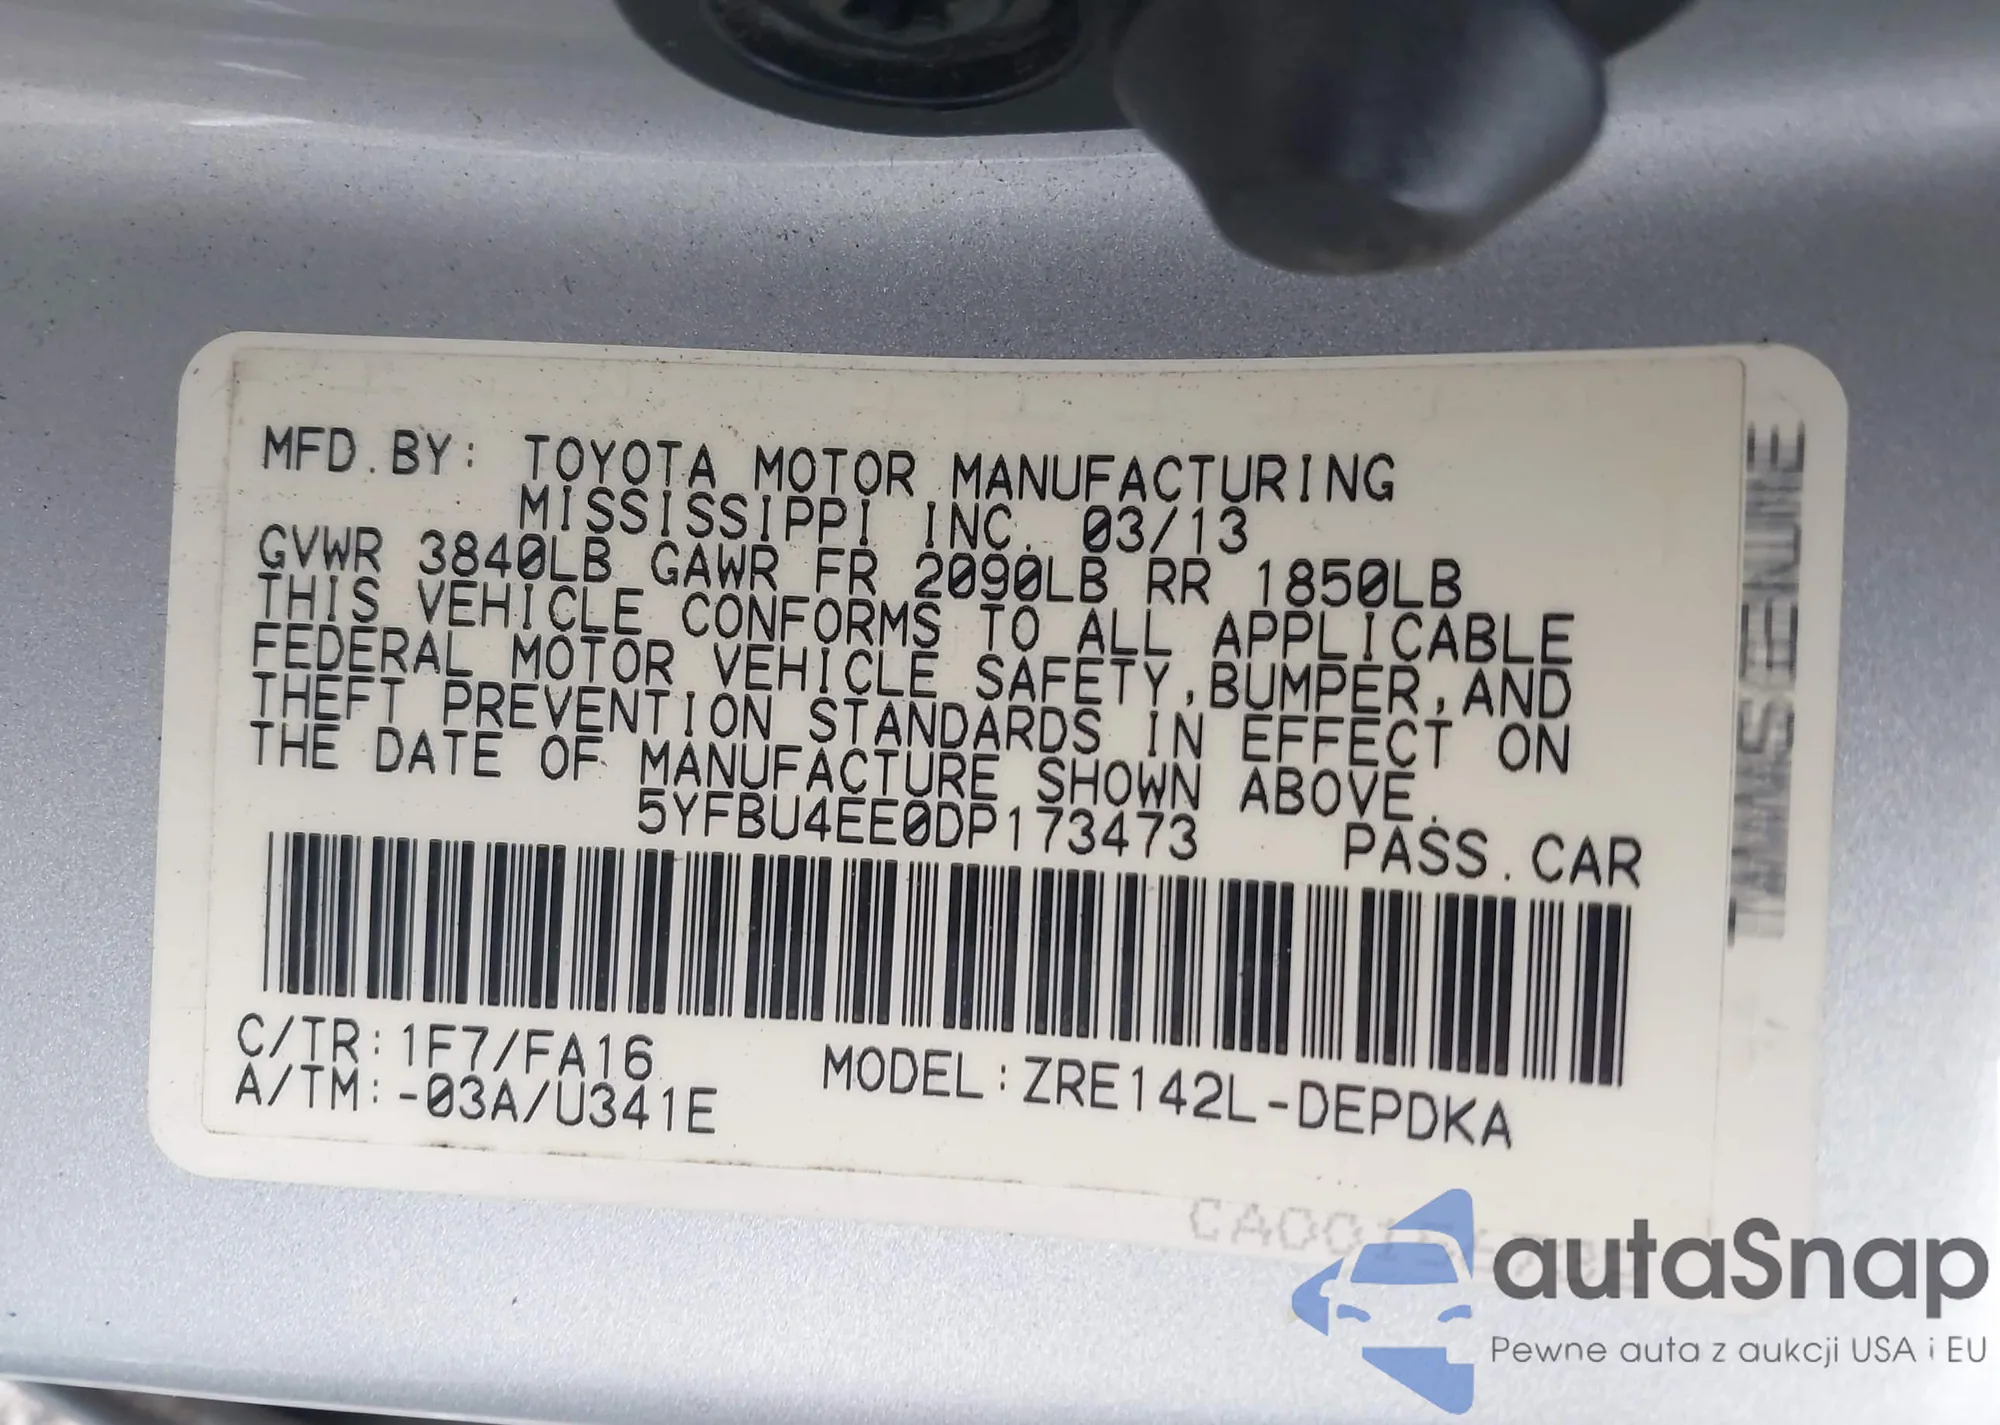 MFD.BY: TOYOTA MOTOR MANUFACTURING
MISSISSIPPI INC. 03/13
GVWR 3840LB GAWR FR 2090LB RR 1850LB
THIS VEHICLE CONFORMS TO ALL APPLICABLE
FEDERAL MOTOR VEHICLE SAFETY,BUMPER,AND
THEFT PREVENTION STANDARDS IN EFFECT ON
THE DATE OF MANUFACTURE SHOWN ABOVE.
5YFBU4EE0DP173473 PASS.CAR
C/TR:1F7/FA16
A/TM:-03A/U341E
MODEL:ZRE142L-DEPDKA
autaSnap
Pewne auta z aukcji USA i EU